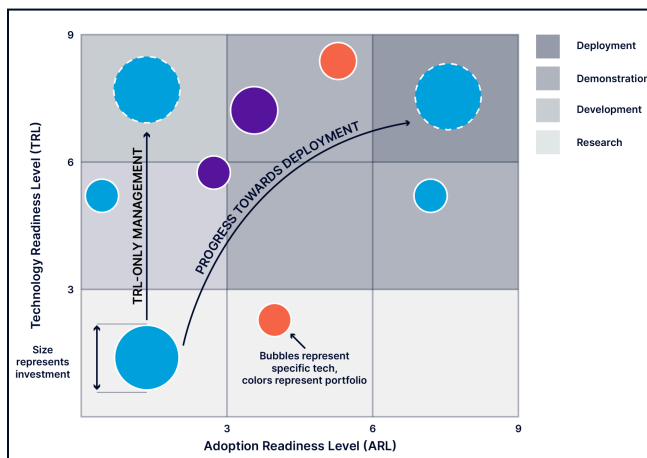 9
6
3
Technology Readiness Level (TRL)
TRL-ONLY MANAGEMENT
PROGRESS TOWARDS DEPLOYMENT
Size
represents
investment
Bubbles represent
specific tech,
colors represent portfolio
3
6
9
Adoption Readiness Level (ARL)
Deployment
Demonstration
Development
Research